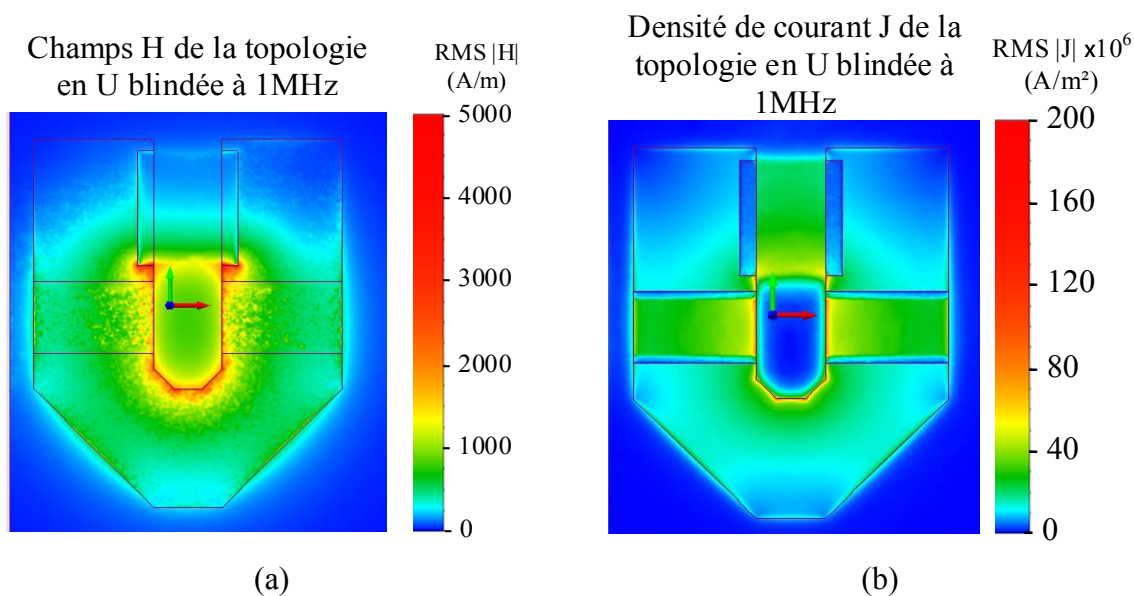 Champs H de la topologie
en U blindée à 1MHz
RMS |H|
(A/m)
5000
4000
3000
2000
1000
0
(a)
Densité de courant J de la
topologie en U blindée à
1MHz
RMS |J| x10⁶
(A/m²)
200
160
120
80
40
0
(b)